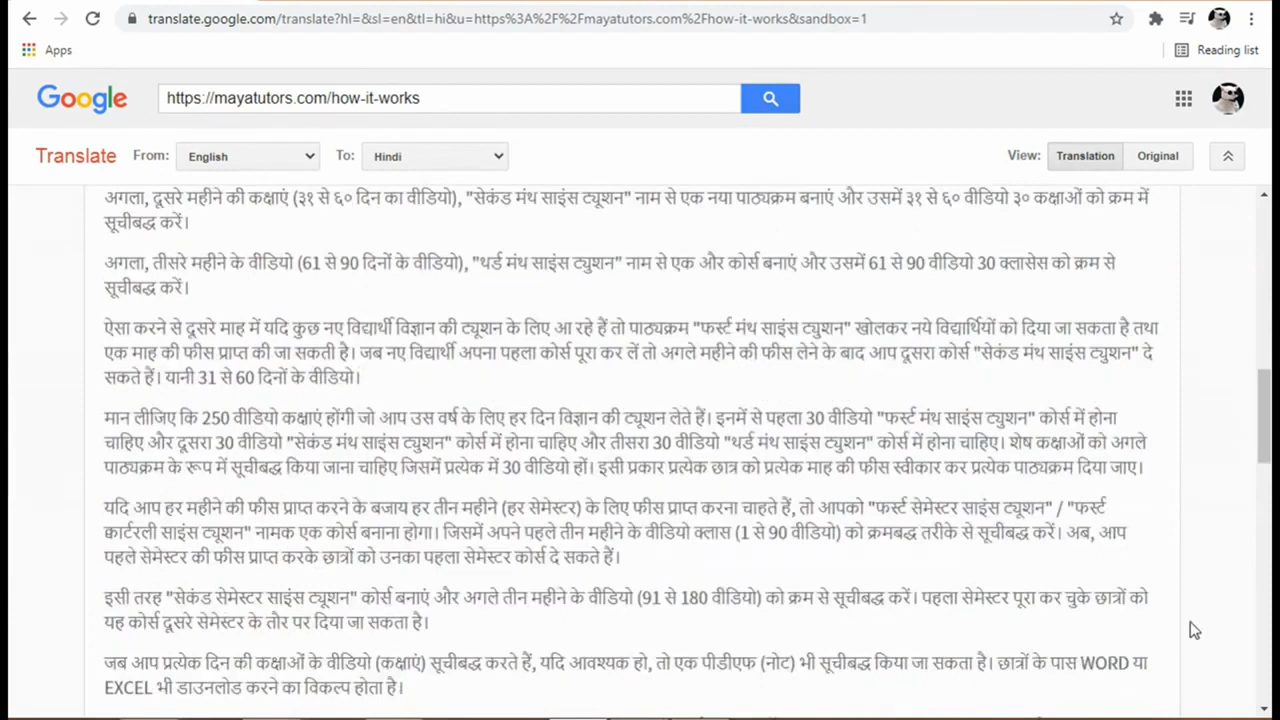 translate.google.com/translate?hl=&sl=en&tl=hi&u=https%3A%2F%2Fmayatutors.com%2Fhow-it-works&sandbox=1
Apps
Reading list
Google
https://mayatutors.com/how-it-works
Translate From: English To: Hindi View: Translation Original
अगला, दूसरे महीने की कक्षाएं (३१ से ६० दिन का वीडियो), "सेकंड मंथ साइंस ट्यूशन" नाम से एक नया पाठ्यक्रम बनाएं और उसमें ३१ से ६० वीडियो ३० कक्षाओं को क्रम में
सूचीबद्ध करें।
अगला, तीसरे महीने के वीडियो (61 से 90 दिनों के वीडियो), "थर्ड मंथ साइंस ट्युशन" नाम से एक और कोर्स बनाएं और उसमें 61 से 90 वीडियो 30 क्लासेस को क्रम से
सूचीबद्ध करें।
ऐसा करने से दूसरे माह में यदि कुछ नए विद्यार्थी विज्ञान की ट्यूशन के लिए आ रहे हैं तो पाठ्यक्रम "फर्स्ट मंथ साइंस ट्यूशन" खोलकर नये विद्यार्थियों को दिया जा सकता है तथा
एक माह की फीस प्राप्त की जा सकती है। जब नए विद्यार्थी अपना पहला कोर्स पूरा कर लें तो अगले महीने की फीस लेने के बाद आप दूसरा कोर्स "सेकंड मंथ साइंस ट्युशन" दे
सकते हैं। यानी 31 से 60 दिनों के वीडियो।
मान लीजिए कि 250 वीडियो कक्षाएं होंगी जो आप उस वर्ष के लिए हर दिन विज्ञान की ट्यूशन लेते हैं। इनमें से पहला 30 वीडियो "फर्स्ट मंथ साइंस ट्युशन" कोर्स में होना
चाहिए और दूसरा 30 वीडियो "सेकंड मंथ साइंस ट्युशन" कोर्स में होना चाहिए और तीसरा 30 वीडियो "थर्ड मंथ साइंस ट्युशन" कोर्स में होना चाहिए। शेष कक्षाओं को अगले
पाठ्यक्रम के रूप में सूचीबद्ध किया जाना चाहिए जिसमें प्रत्येक में 30 वीडियो हों। इसी प्रकार प्रत्येक छात्र को प्रत्येक माह की फीस स्वीकार कर प्रत्येक पाठ्यक्रम दिया जाए।
यदि आप हर महीने की फीस प्राप्त करने के बजाय हर तीन महीने (हर सेमेस्टर) के लिए फीस प्राप्त करना चाहते हैं, तो आपको "फर्स्ट सेमेस्टर साइंस ट्यूशन" / "फर्स्ट
क्वार्टरली साइंस ट्यूशन" नामक एक कोर्स बनाना होगा। जिसमें अपने पहले तीन महीने के वीडियो क्लास (1 से 90 वीडियो) को क्रमबद्ध तरीके से सूचीबद्ध करें। अब, आप
पहले सेमेस्टर की फीस प्राप्त करके छात्रों को उनका पहला सेमेस्टर कोर्स दे सकते हैं।
इसी तरह "सेकंड सेमेस्टर साइंस ट्यूशन" कोर्स बनाएं और अगले तीन महीने के वीडियो (91 से 180 वीडियो) को क्रम से सूचीबद्ध करें। पहला सेमेस्टर पूरा कर चुके छात्रों को
यह कोर्स दूसरे सेमेस्टर के तौर पर दिया जा सकता है।
जब आप प्रत्येक दिन की कक्षाओं के वीडियो (कक्षाएं) सूचीबद्ध करते हैं, यदि आवश्यक हो, तो एक पीडीएफ (नोट) भी सूचीबद्ध किया जा सकता है। छात्रों के पास WORD या
EXCEL भी डाउनलोड करने का विकल्प होता है।